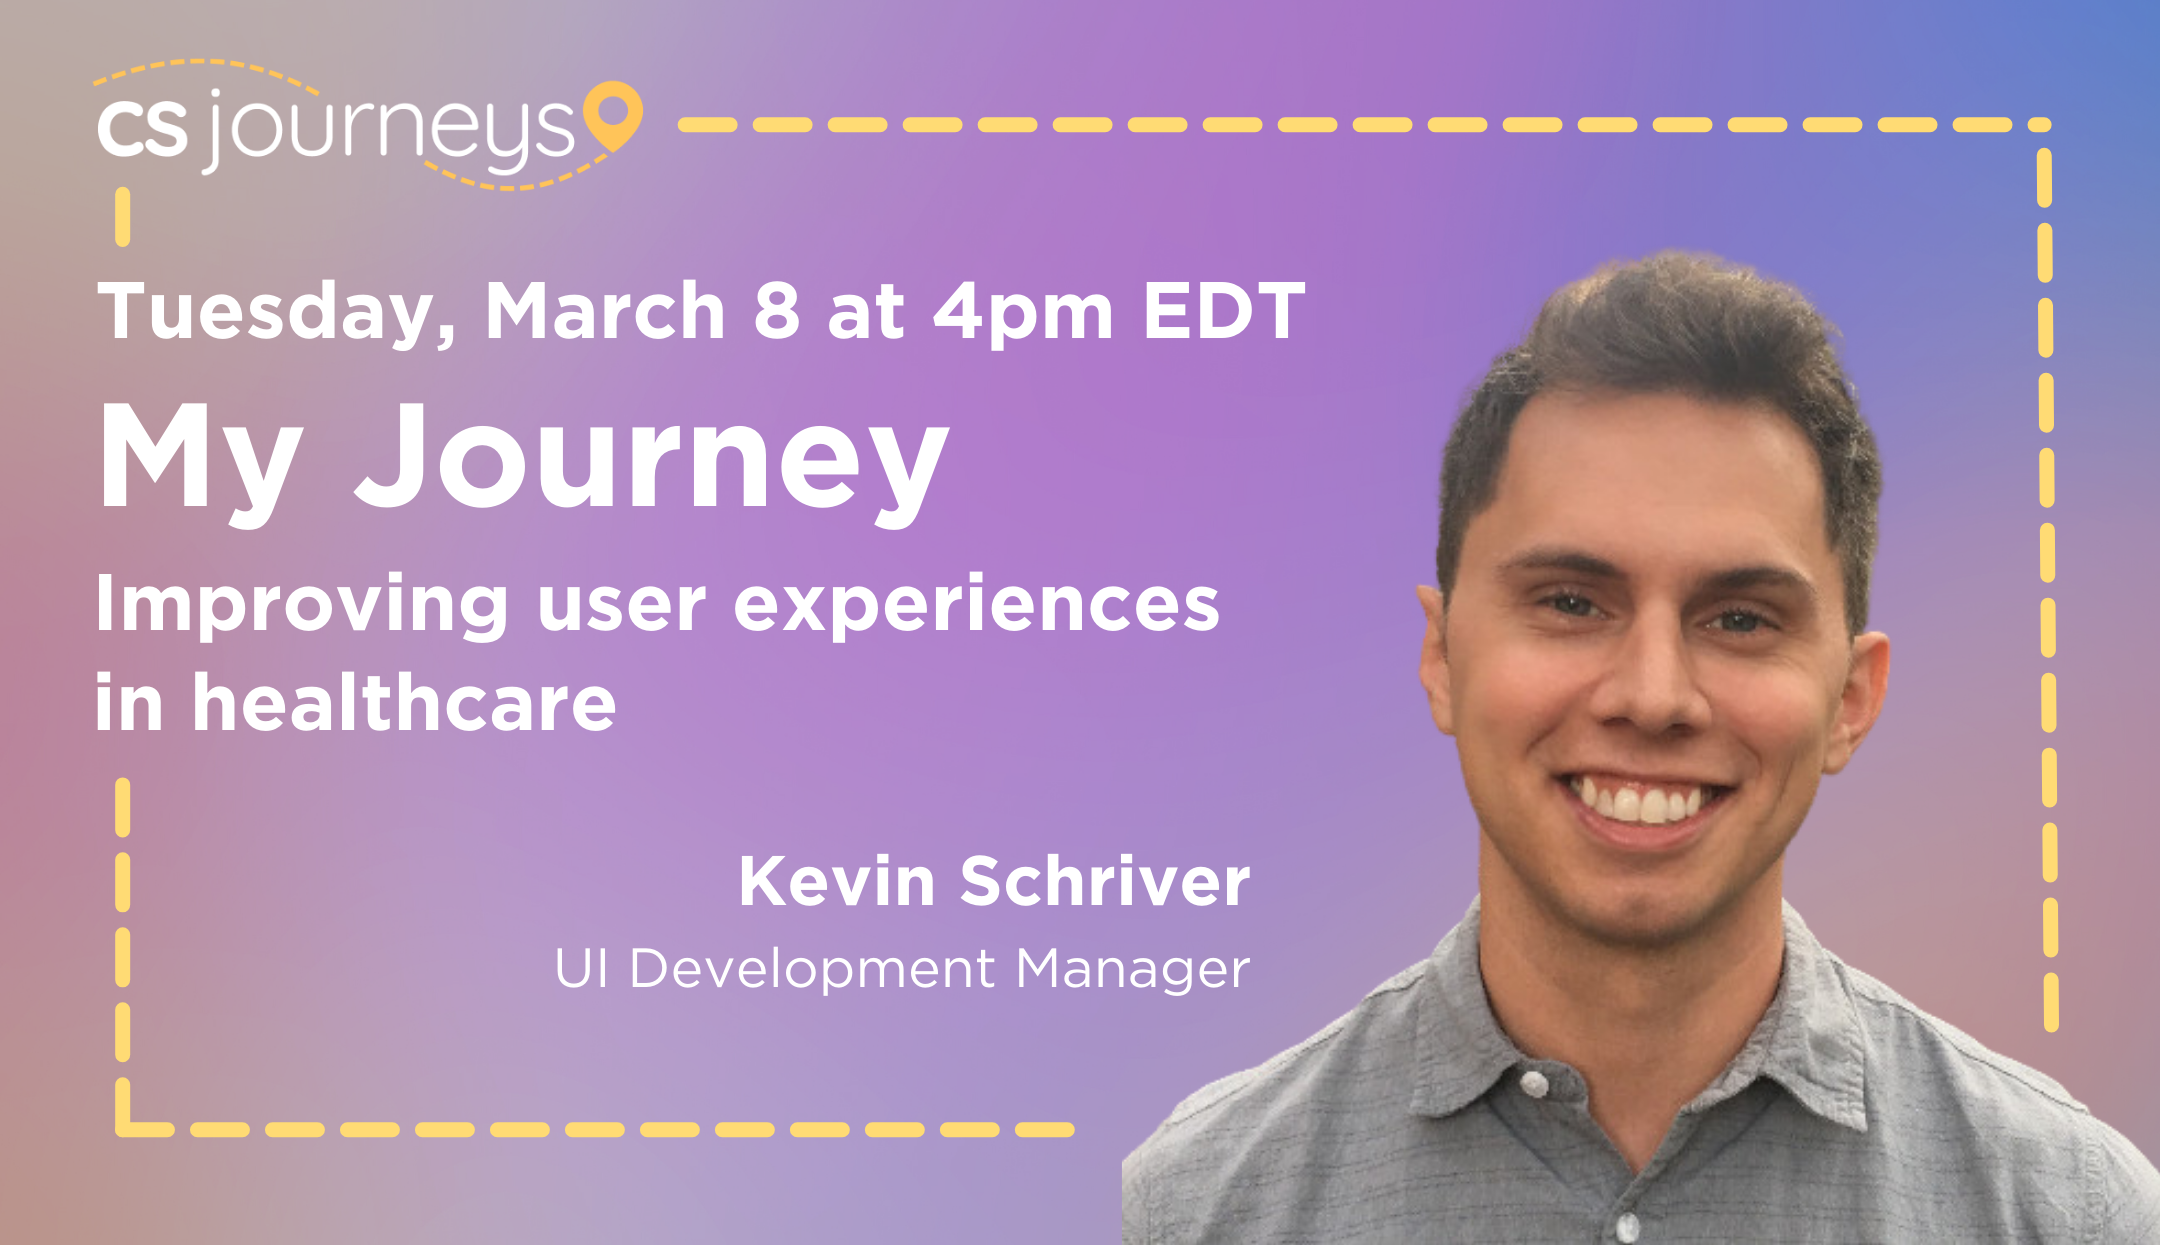 cs journeys
Tuesday, March 8 at 4pm EDT
My Journey
Improving user experiences
in healthcare
Kevin Schriver
UI Development Manager